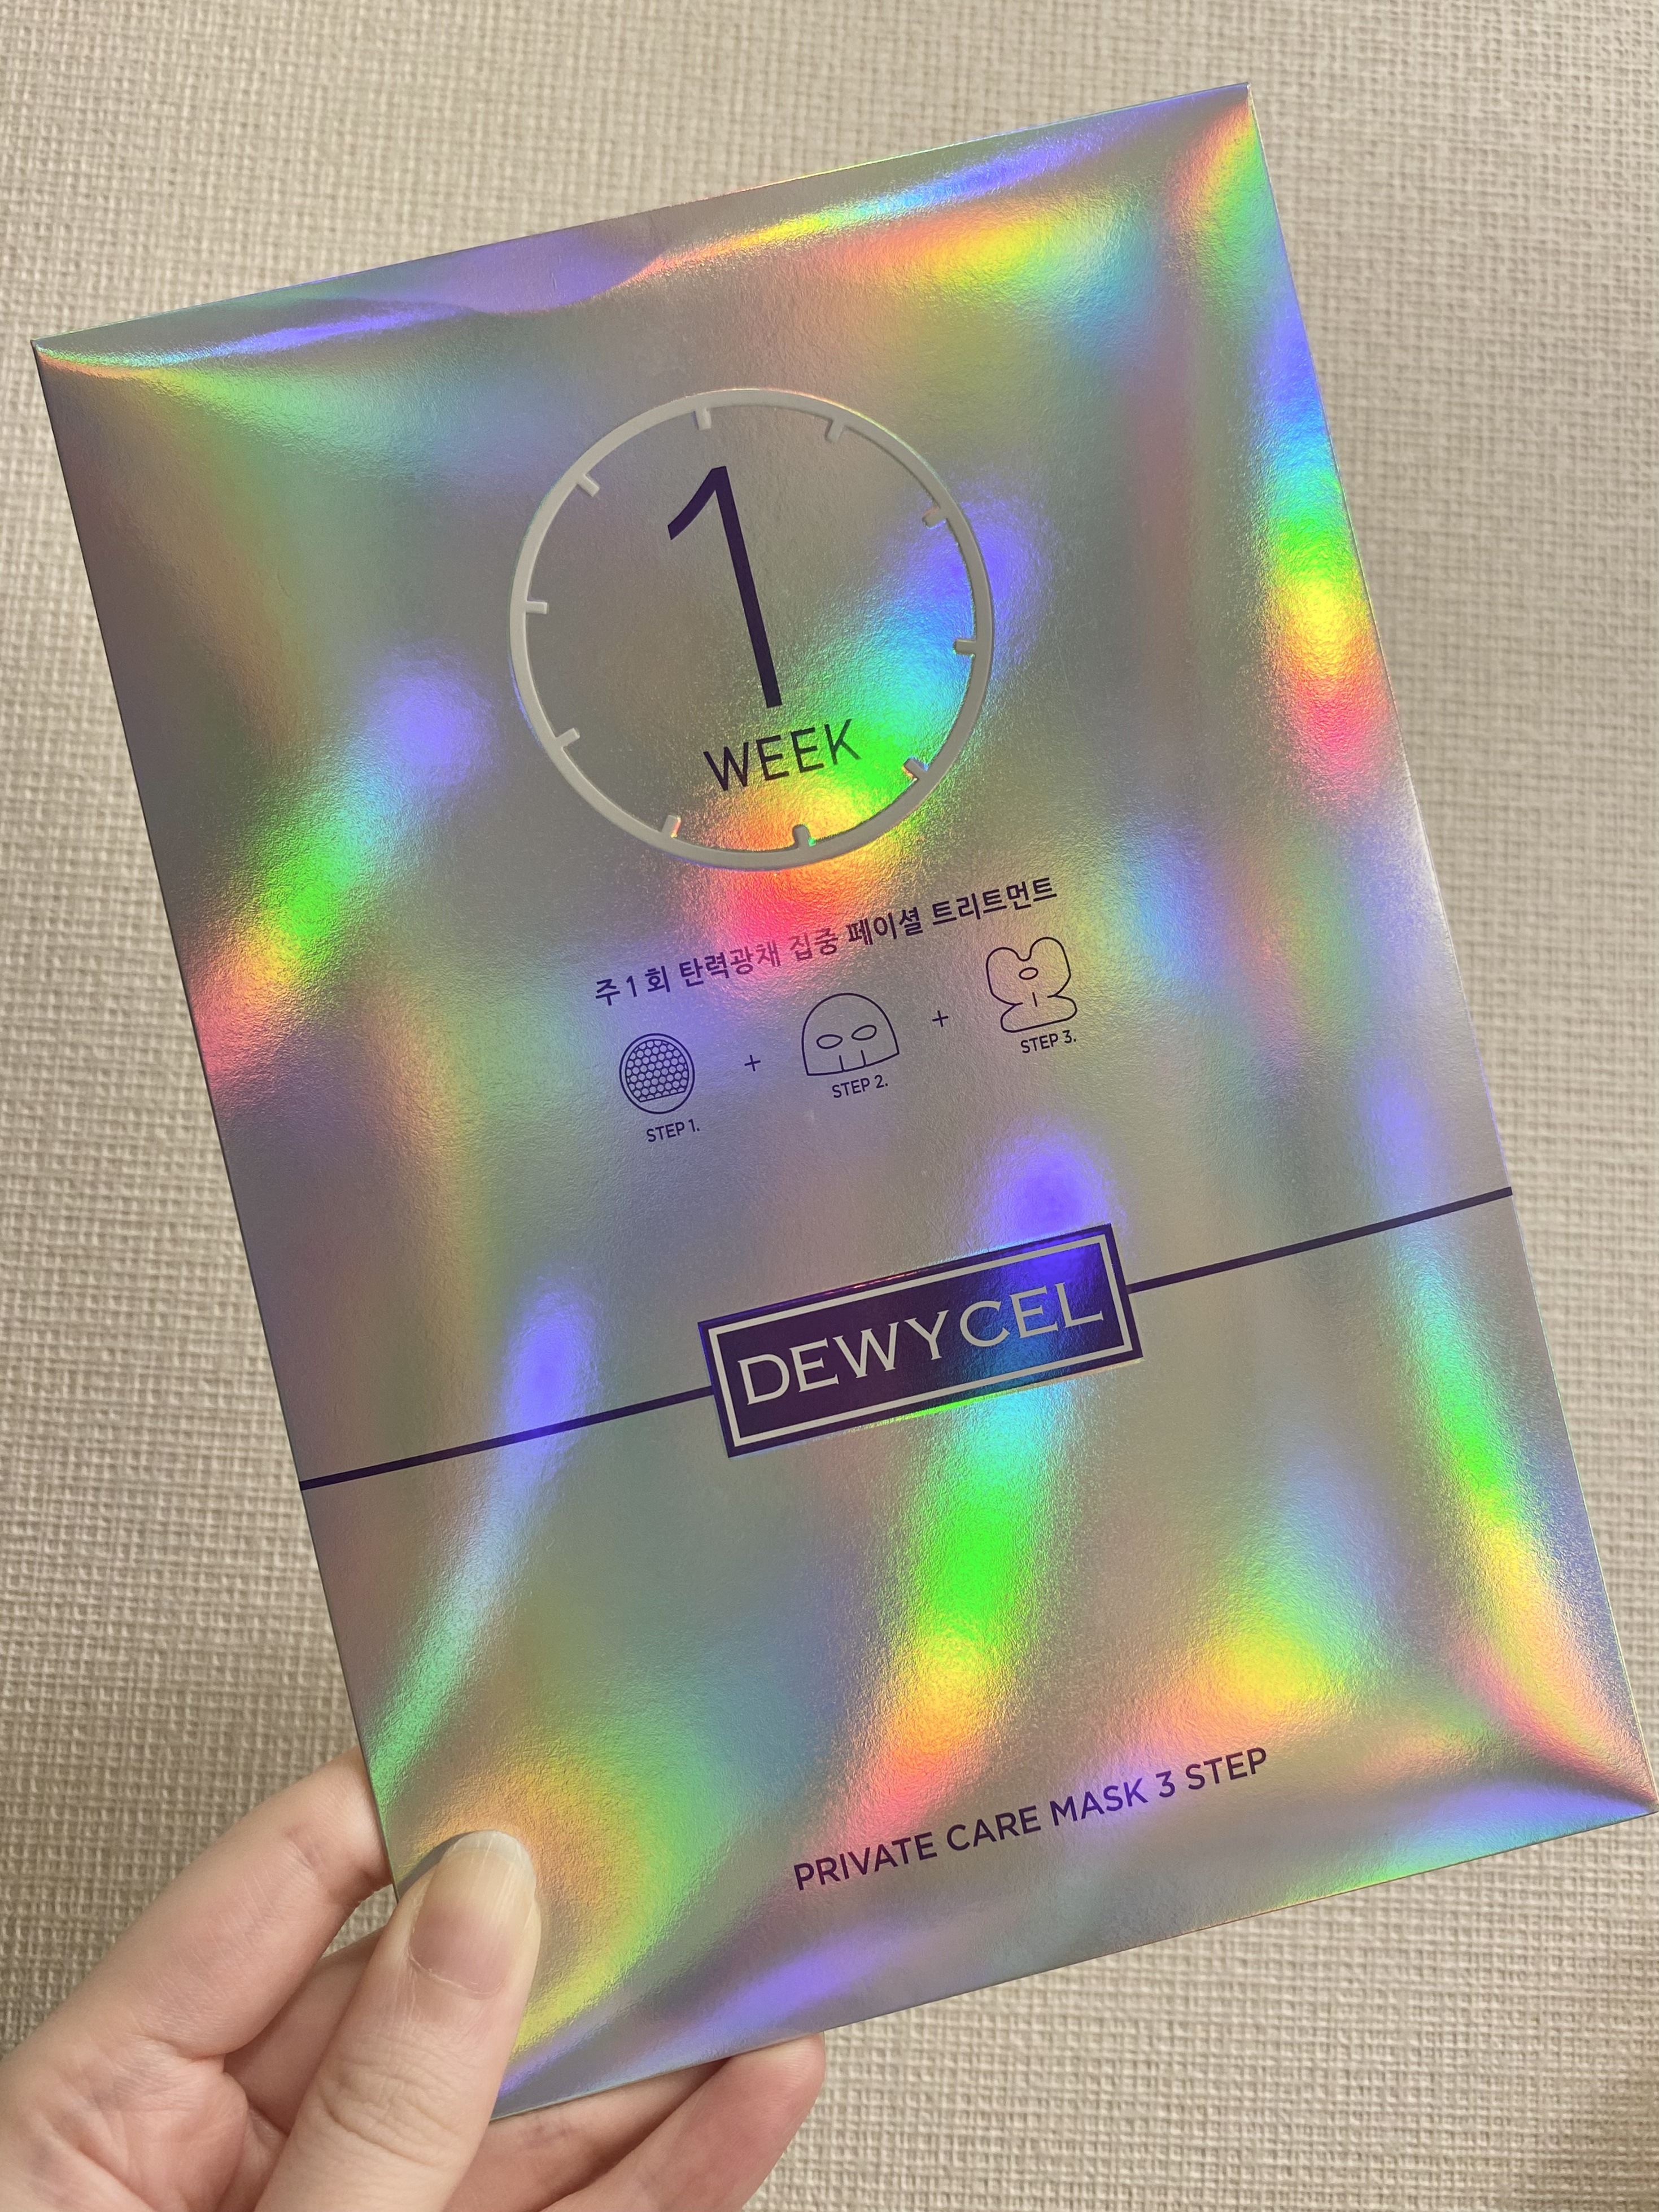 1
WEEK
주1회 탄력광채 집중 페이셜 트리트먼트
STEP 1.
+
STEP 2.
+
STEP 3.
DEWYCEL
PRIVATE CARE MASK 3 STEP